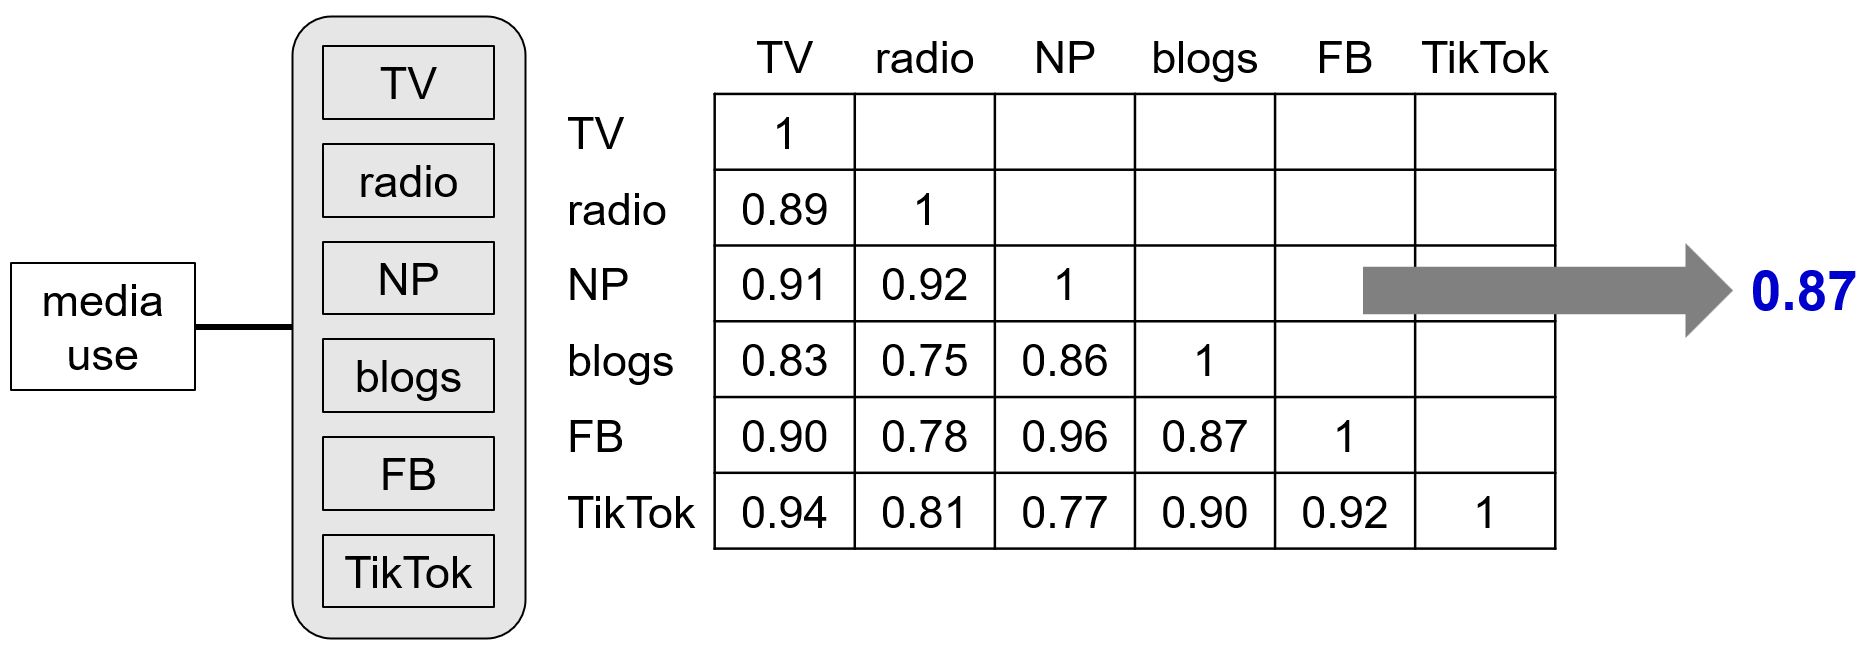 media
use
TV
radio
NP
blogs
FB
TikTok
TV radio NP blogs FB TikTok
TV 1
radio 0.89 1
NP 0.91 0.92 1
blogs 0.83 0.75 0.86 1
FB 0.90 0.78 0.96 0.87 1
TikTok 0.94 0.81 0.77 0.90 0.92 1
0.87